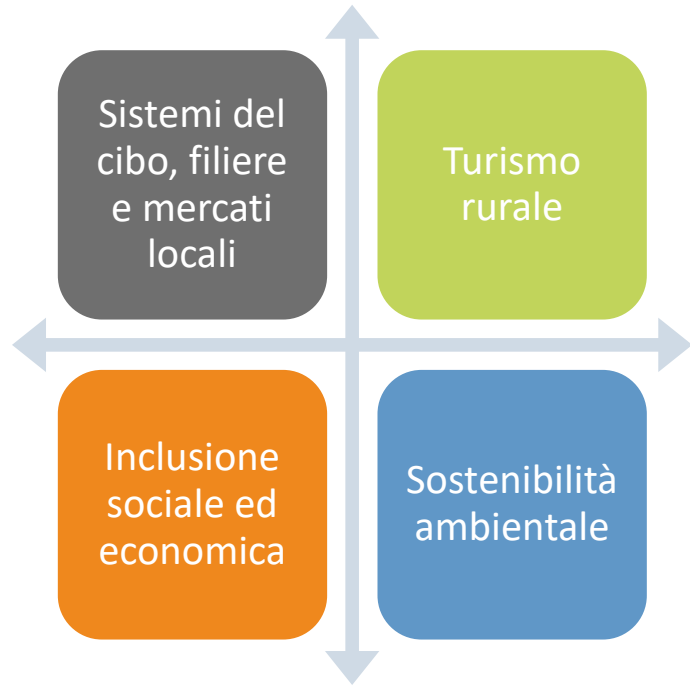 Sistemi del
cibo, filiere
e mercati
locali
Turismo
rurale
Inclusione
sociale ed
economica
Sostenibilità
ambientale